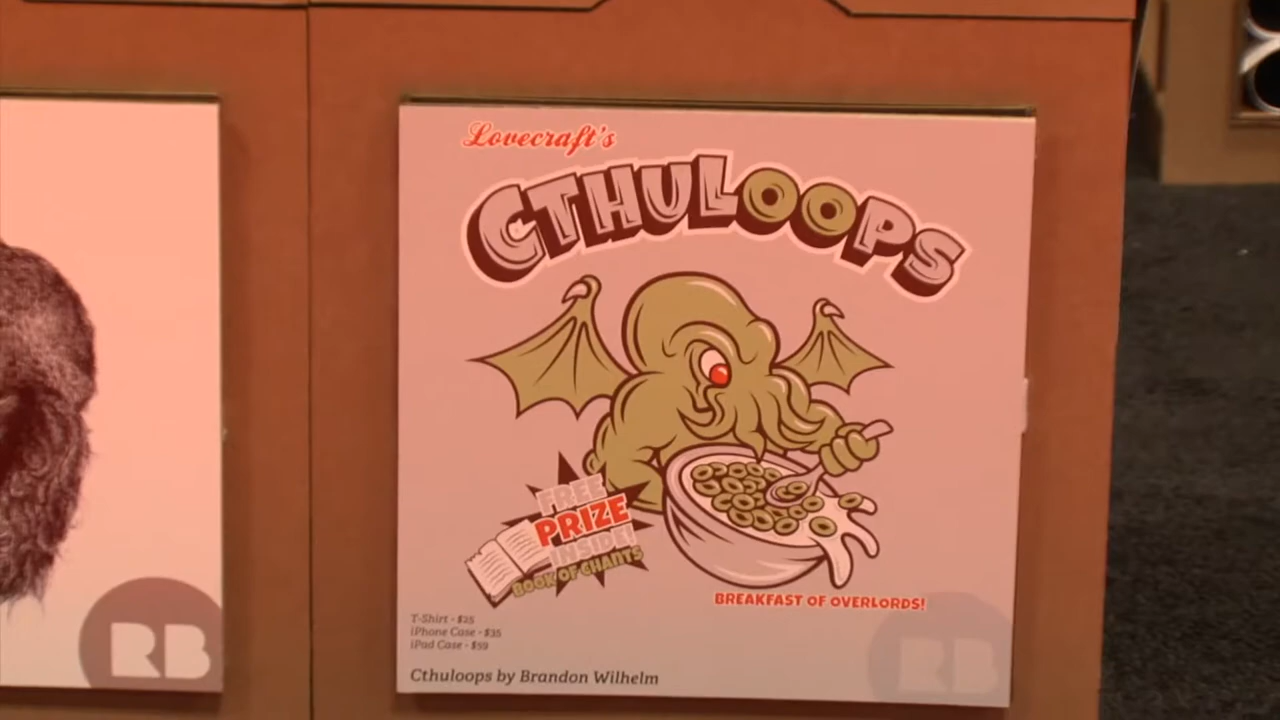 Lovecraft's
CTHULOOPS
FREE
PRIZE
INSIDE!
BOOK OF CHANTS
BREAKFAST OF OVERLORDS!
T-Shirt - $25
iPhone Case - $35
iPad Case - $59
Cthuloops by Brandon Wilhelm
RB
RB